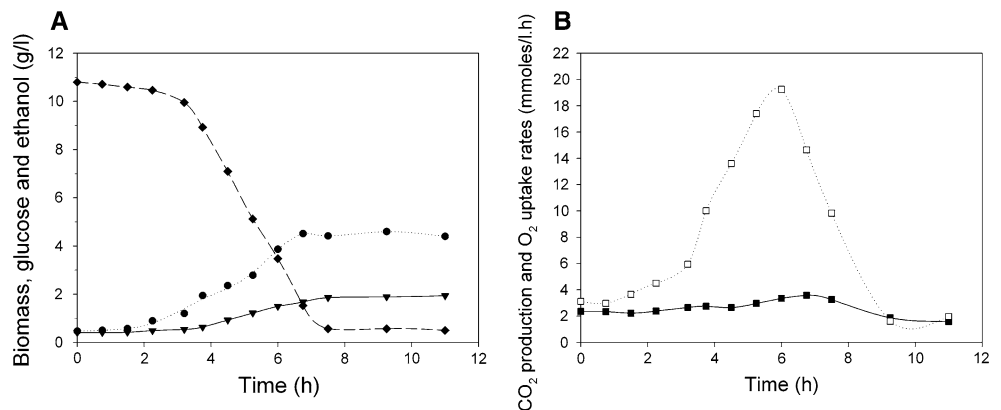 A
Biomass, glucose and ethanol (g/l)
12
10
8
6
4
2
0
0 2 4 6 8 10 12
Time (h)
B
CO2 production and O2 uptake rates (mmoles/l.h)
22
20
18
16
14
12
10
8
6
4
2
0
0 2 4 6 8 10 12
Time (h)